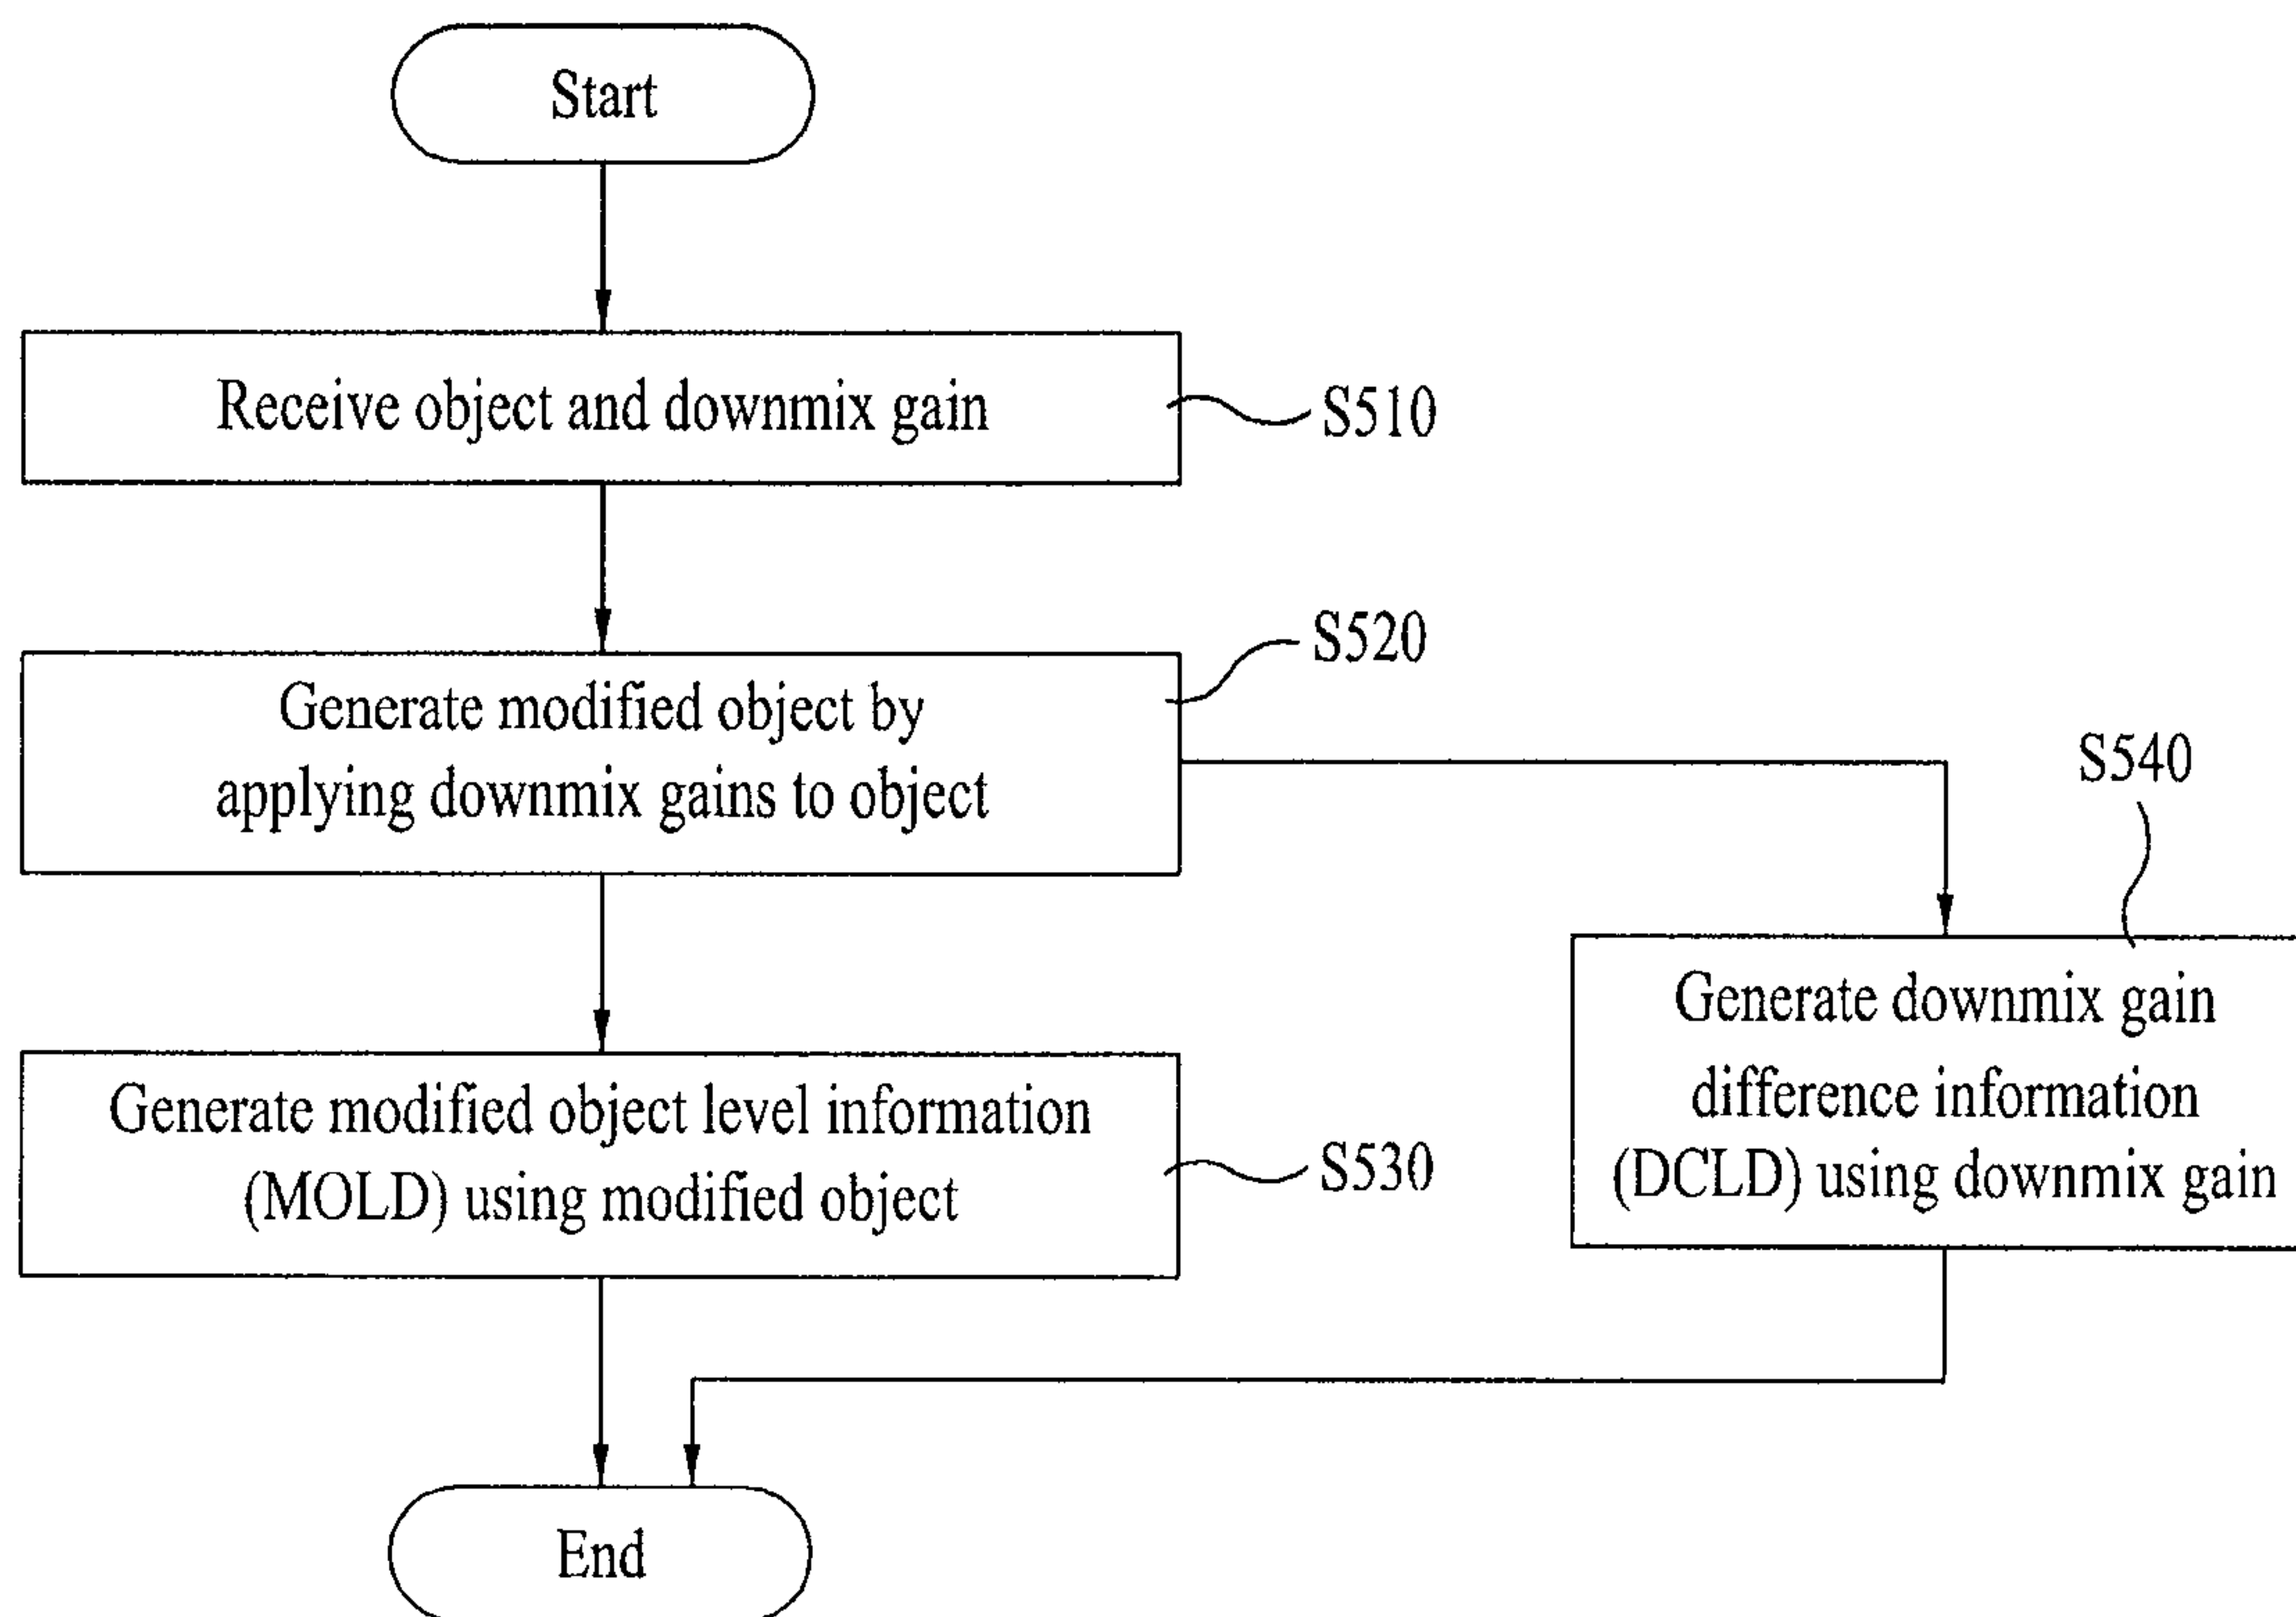 Start
Receive object and downmix gain
S510
S520
Generate modified object by
applying downmix gains to object
S540
Generate downmix gain
difference information
(DCLD) using downmix gain
Generate modified object level information
(MOLD) using modified object
S530
End